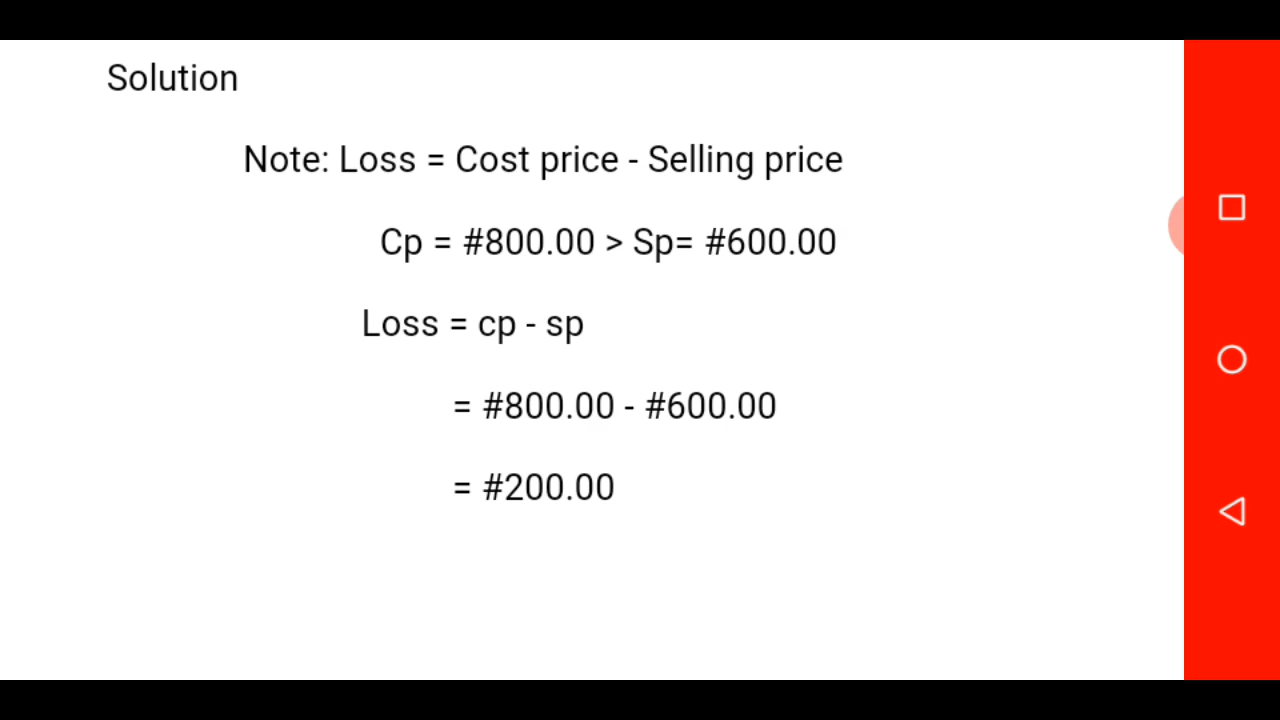 Solution
Note: Loss = Cost price - Selling price
Cp = #800.00 > Sp= #600.00
Loss = cp - sp
= #800.00 - #600.00
= #200.00